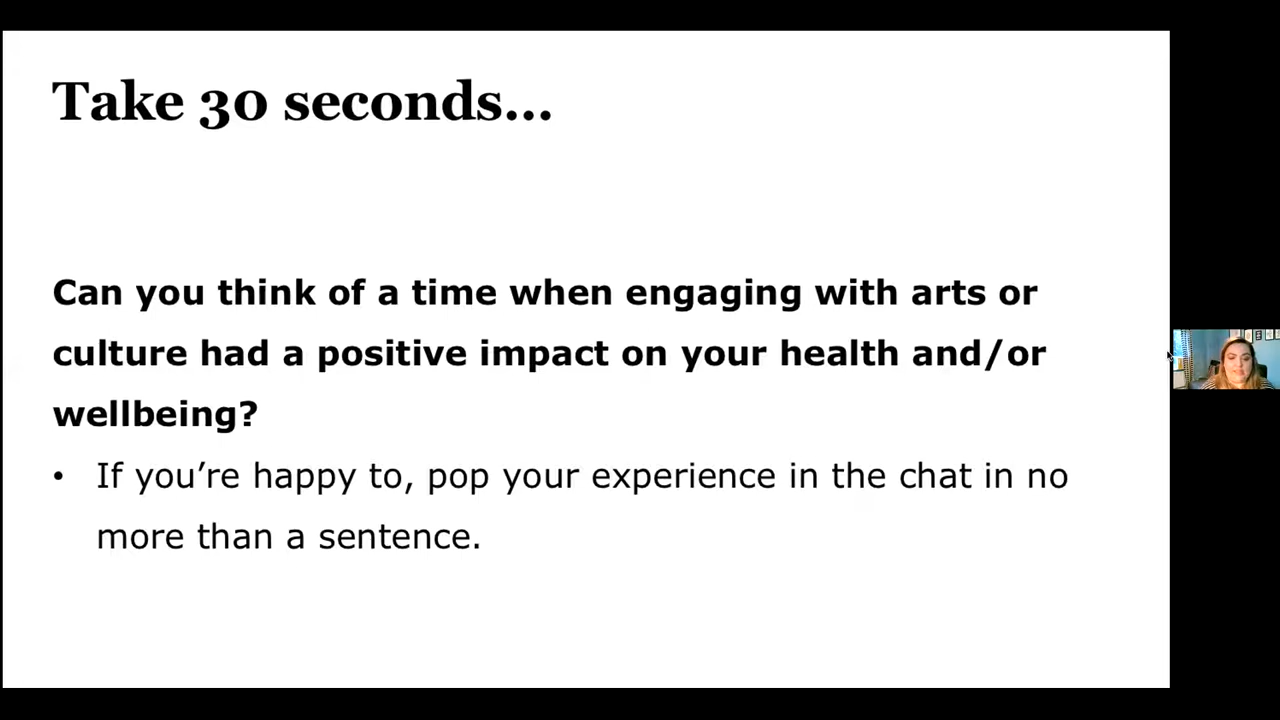 Take 30 seconds...
Can you think of a time when engaging with arts or
culture had a positive impact on your health and/or
wellbeing?
• If you’re happy to, pop your experience in the chat in no
more than a sentence.